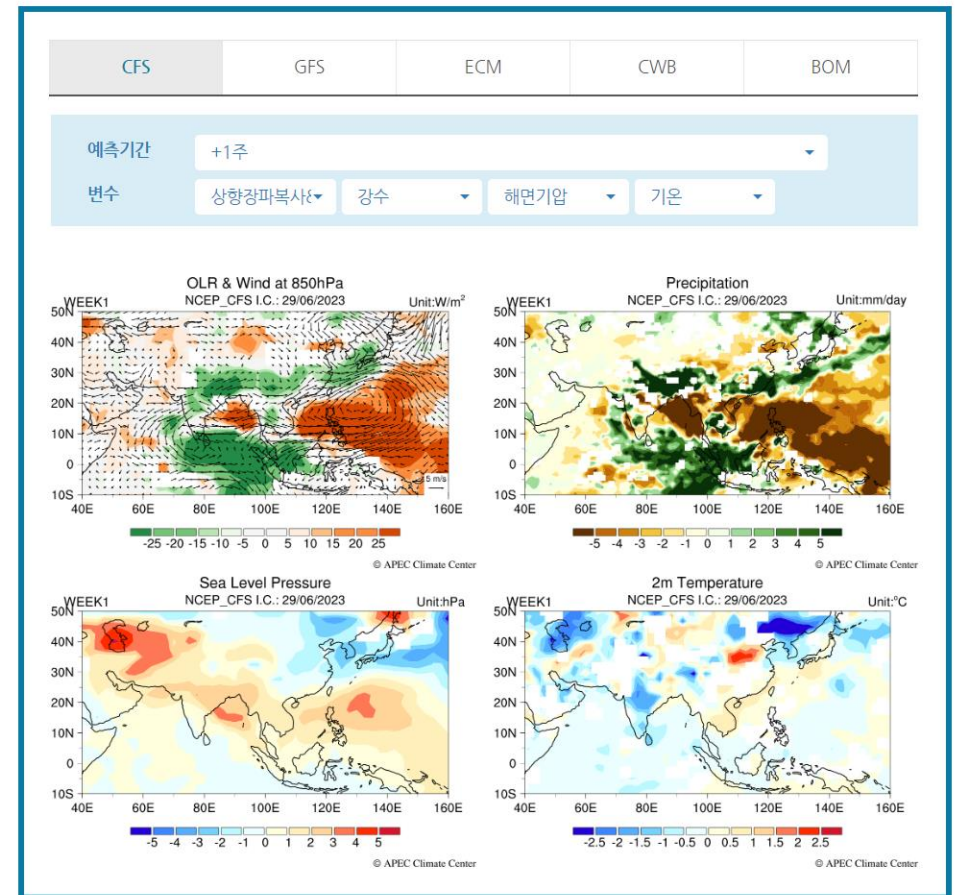 CFS GFS ECM CWB BOM
예측기간 +1주
변수 상향장파복사& 강수 해면기압 기온
OLR & Wind at 850hPa
WEEK1 NCEP_CFS I.C.: 29/06/2023 Unit:W/m²
50N
40N
30N
20N
10N
0
10S
5 m/s
40E 60E 80E 100E 120E 140E 160E
-25 -20 -15 -10 -5 0 5 10 15 20 25
© APEC Climate Center
Precipitation
WEEK1 NCEP_CFS I.C.: 29/06/2023 Unit:mm/day
50N
40N
30N
20N
10N
0
10S
40E 60E 80E 100E 120E 140E 160E
-5 -4 -3 -2 -1 0 1 2 3 4 5
© APEC Climate Center
Sea Level Pressure
WEEK1 NCEP_CFS I.C.: 29/06/2023 Unit:hPa
50N
40N
30N
20N
10N
0
10S
40E 60E 80E 100E 120E 140E 160E
-5 -4 -3 -2 -1 0 1 2 3 4 5
© APEC Climate Center
2m Temperature
WEEK1 NCEP_CFS I.C.: 29/06/2023 Unit:°C
50N
40N
30N
20N
10N
0
10S
40E 60E 80E 100E 120E 140E 160E
-2.5 -2 -1.5 -1 -0.5 0 0.5 1 1.5 2 2.5
© APEC Climate Center